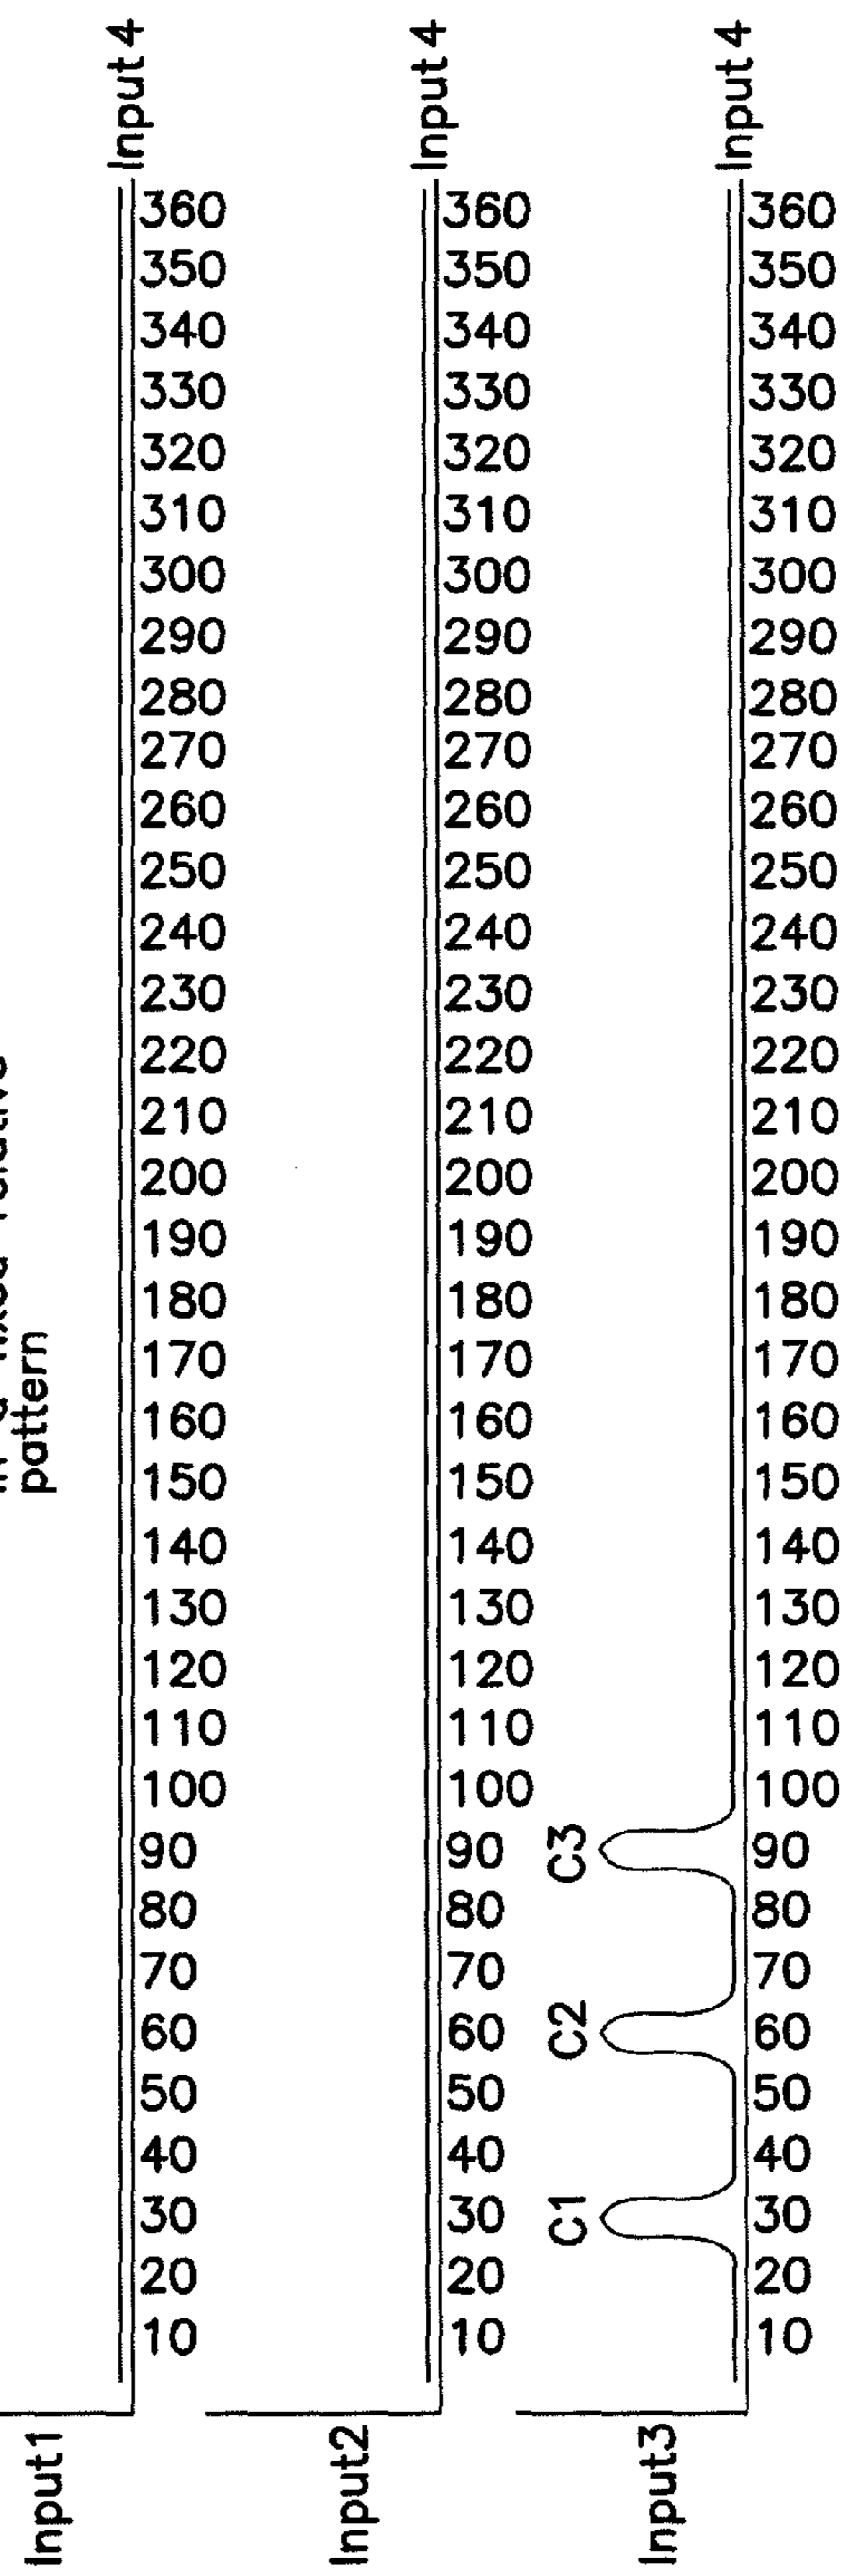 in a fixed relative
pattern
Input1
10 20 30 40 50 60 70 80 90 100 110 120 130 140 150 160 170 180 190 200 210 220 230 240 250 260 270 280 290 300 310 320 330 340 350 360
Input 4
Input2
10 20 30 40 50 60 70 80 90 100 110 120 130 140 150 160 170 180 190 200 210 220 230 240 250 260 270 280 290 300 310 320 330 340 350 360
Input 4
C1 C2 C3
Input3
10 20 30 40 50 60 70 80 90 100 110 120 130 140 150 160 170 180 190 200 210 220 230 240 250 260 270 280 290 300 310 320 330 340 350 360
Input 4